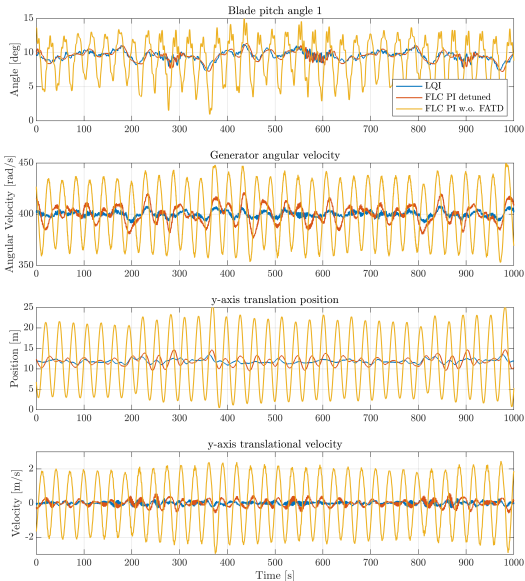 Blade pitch angle 1
15
10
5
0
Angle [deg]
LQI
FLC PI detuned
FLC PI w.o. FATD
0 100 200 300 400 500 600 700 800 900 1000
Generator angular velocity
450
400
350
Angular Velocity [rad/s]
0 100 200 300 400 500 600 700 800 900 1000
y-axis translation position
25
20
15
10
5
0
Position [m]
0 100 200 300 400 500 600 700 800 900 1000
y-axis translational velocity
2
0
-2
Velocity [m/s]
0 100 200 300 400 500 600 700 800 900 1000
Time [s]